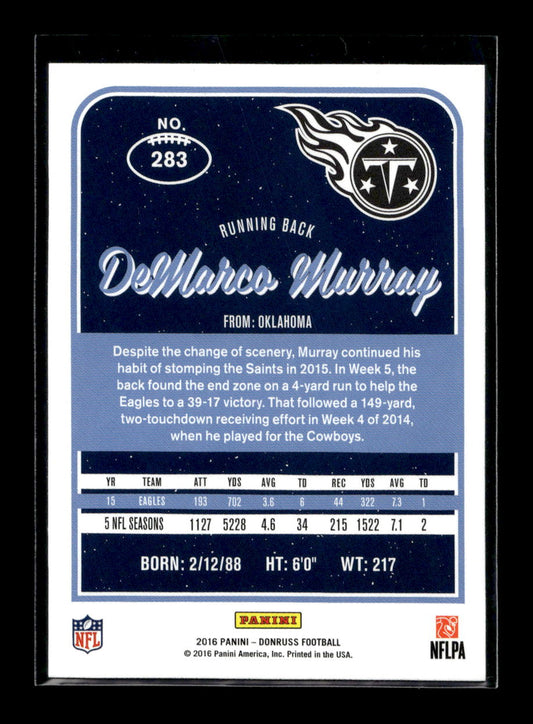 NO.
283
T
RUNNING BACK
DeMarco Murray
FROM: OKLAHOMA
Despite the change of scenery, Murray continued his
habit of stomping the Saints in 2015. In Week 5, the
back found the end zone on a 4-yard run to help the
Eagles to a 39-17 victory. That followed a 149-yard,
two-touchdown receiving effort in Week 4 of 2014,
when he played for the Cowboys.
YR TEAM ATT YDS AVG TD REC YDS AVG TD
15 EAGLES 193 702 3.6 6 44 322 7.3 1
5 NFL SEASONS 1127 5228 4.6 34 215 1522 7.1 2
BORN: 2/12/88 HT: 6'0" WT: 217
NFL
PANINI
NFLPA
2016 PANINI – DONRUSS FOOTBALL
© 2016 Panini America, Inc. Printed in the USA.